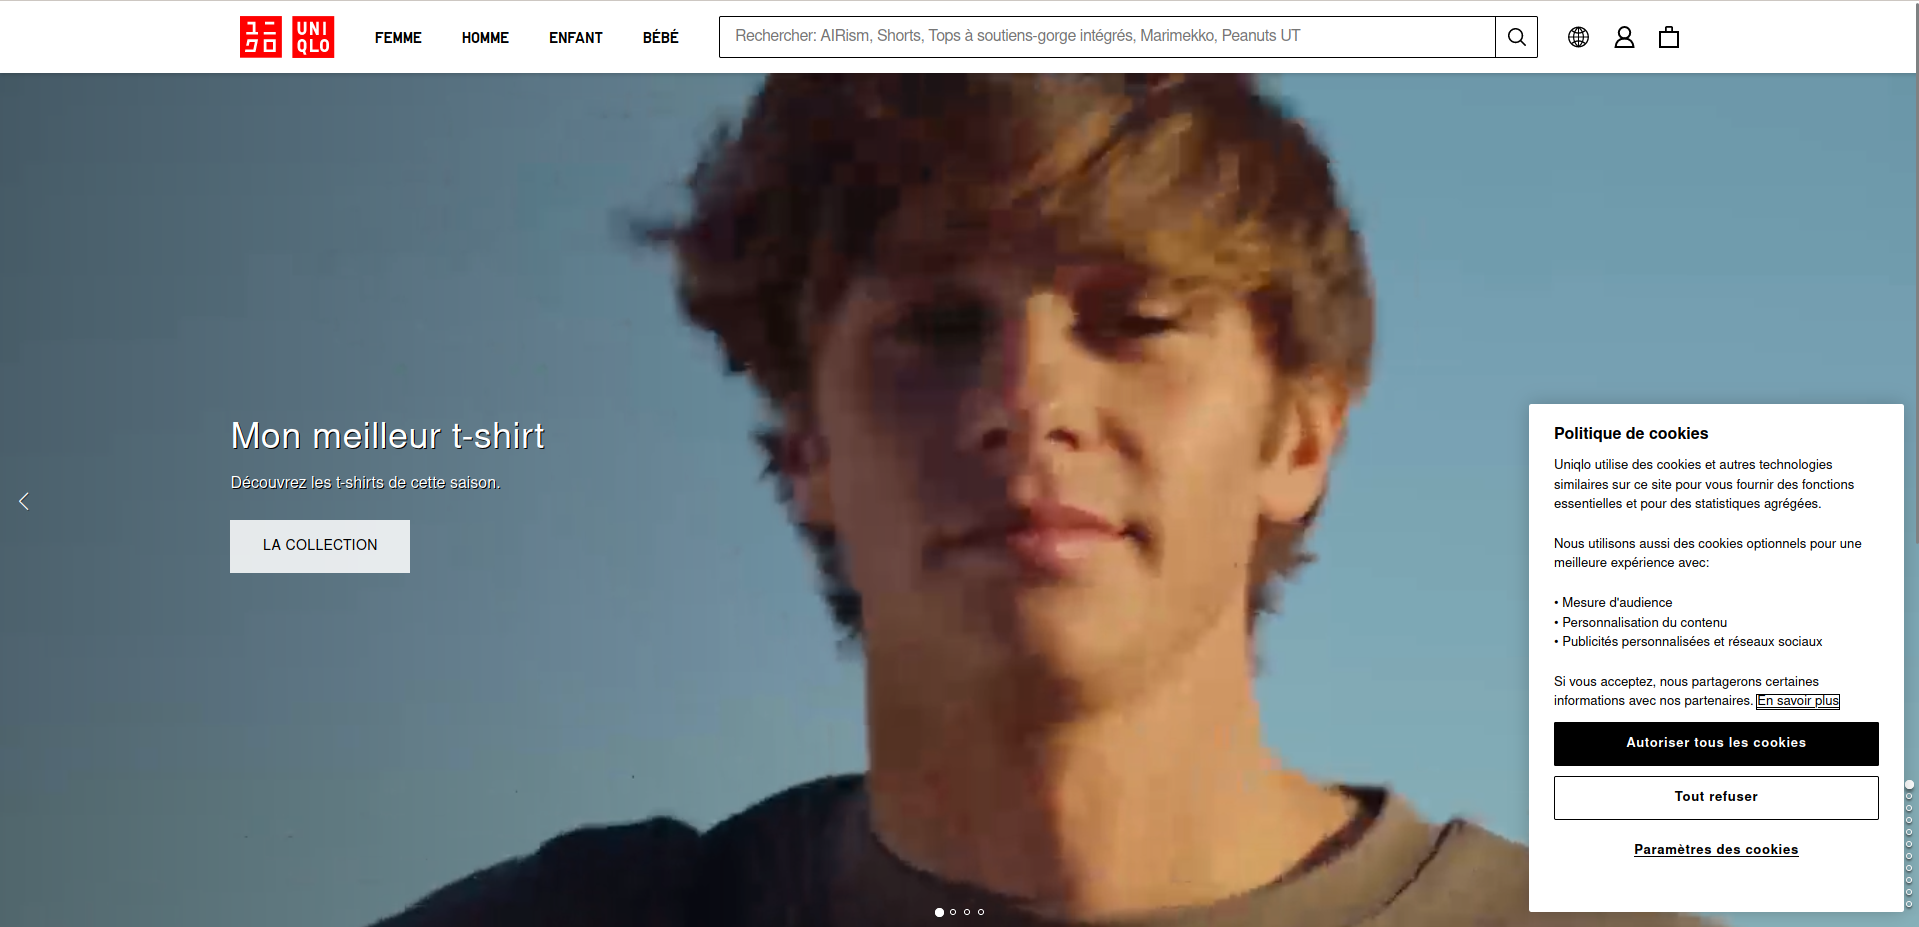 ユニ
クロ
UNI
QLO
FEMME
HOMME
ENFANT
BÉBÉ
Rechercher: AIRism, Shorts, Tops à soutiens-gorge intégrés, Marimekko, Peanuts UT
Mon meilleur t-shirt
Découvrez les t-shirts de cette saison.
LA COLLECTION
Politique de cookies
Uniqlo utilise des cookies et autres technologies
similaires sur ce site pour vous fournir des fonctions
essentielles et pour des statistiques agrégées.
Nous utilisons aussi des cookies optionnels pour une
meilleure expérience avec:
• Mesure d'audience
• Personnalisation du contenu
• Publicités personnalisées et réseaux sociaux
Si vous acceptez, nous partagerons certaines
informations avec nos partenaires. En savoir plus
Autoriser tous les cookies
Tout refuser
Paramètres des cookies